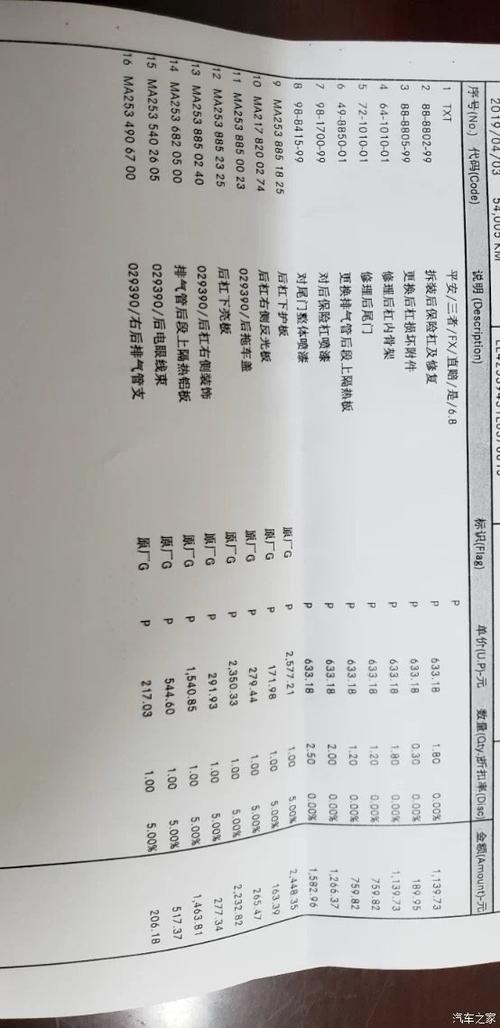 2019/04/03 54,005 KM
序号(No.) 代码(Code) 说明(Description) 标识(Flag) 单价(U.P)-元 数量(Qty.)折扣率(Disc) 金额(Amount)-元
1 TXT 平安/三者/FX/直赔/是/6.8 P
2 88-8802-99 拆装后保险杠及修复 P 633.18 1.80 0.00% 1,139.73
3 88-8805-99 更换后杠损坏附件 P 633.18 0.30 0.00% 189.95
4 64-1010-01 修理后杠内骨架 P 633.18 1.80 0.00% 1,139.73
5 72-1010-01 修理后尾门 P 633.18 1.20 0.00% 759.82
6 49-8850-01 更换排气管后段上隔热板 P 633.18 1.20 0.00% 759.82
7 98-1700-99 对后保险杠喷漆 P 633.18 2.00 0.00% 1,266.37
8 98-8415-99 对尾门整体喷漆 P 633.18 2.50 0.00% 1,582.96
9 MA253 885 18 25 后杠下护板 原厂G P 2,577.21 1.00 5.00% 2,448.35
10 MA217 820 02 74 后杠右侧反光板 原厂G P 171.98 1.00 5.00% 163.39
11 MA253 885 00 23 029390/后拖车盖 原厂G P 279.44 1.00 5.00% 265.47
12 MA253 885 23 25 后杠下亮板 原厂G P 2,350.33 1.00 5.00% 2,232.82
13 MA253 885 02 40 029390/后杠右侧装饰 原厂G P 291.93 1.00 5.00% 277.34
14 MA253 682 05 00 排气管后段上隔热铝板 原厂G P 1,540.85 1.00 5.00% 1,463.81
15 MA253 540 26 05 029390/后电眼线束 原厂G P 544.60 1.00 5.00% 517.37
16 MA253 490 67 00 029390/右后排气管支 原厂G P 217.03 1.00 5.00% 206.18
汽车之家